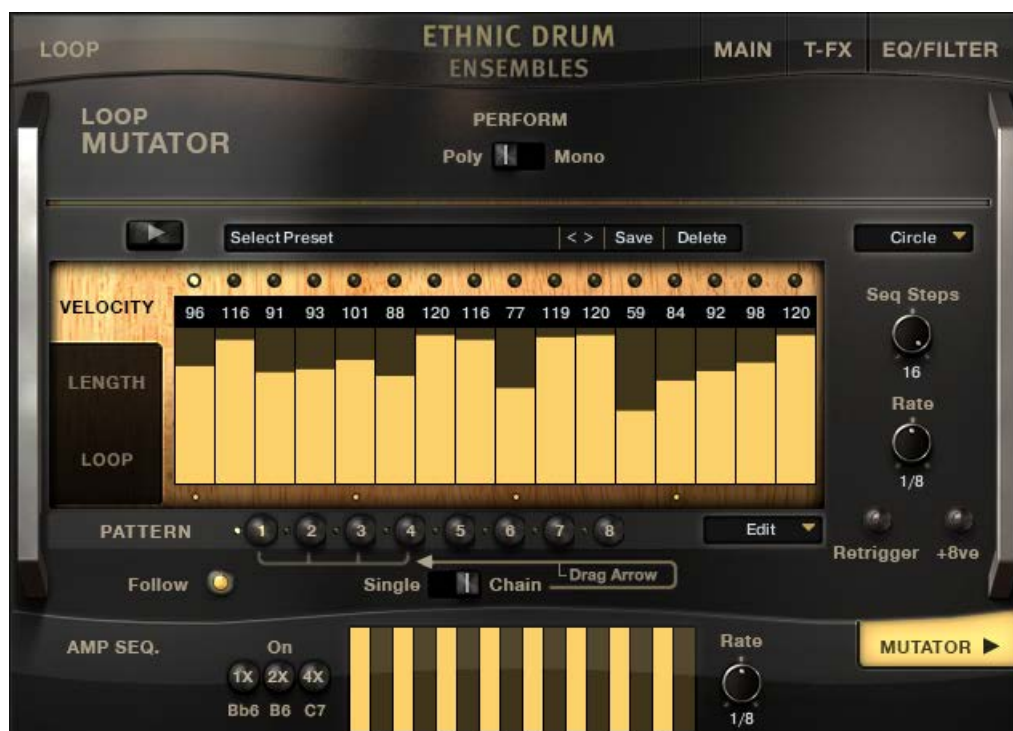 LOOP
ETHNIC DRUM
ENSEMBLES
MAIN T-FX EQ/FILTER
LOOP
MUTATOR
PERFORM
Poly Mono
Select Preset < > Save Delete
Circle
VELOCITY
96 116 91 93 101 88 120 116 77 119 120 59 84 92 98 120
LENGTH
LOOP
Seq Steps
16
Rate
1/8
Retrigger +8ve
PATTERN 1 2 3 4 5 6 7 8
Edit
Follow
Single Chain
Drag Arrow
AMP SEQ.
On
1X 2X 4X
Bb6 B6 C7
Rate
1/8
MUTATOR